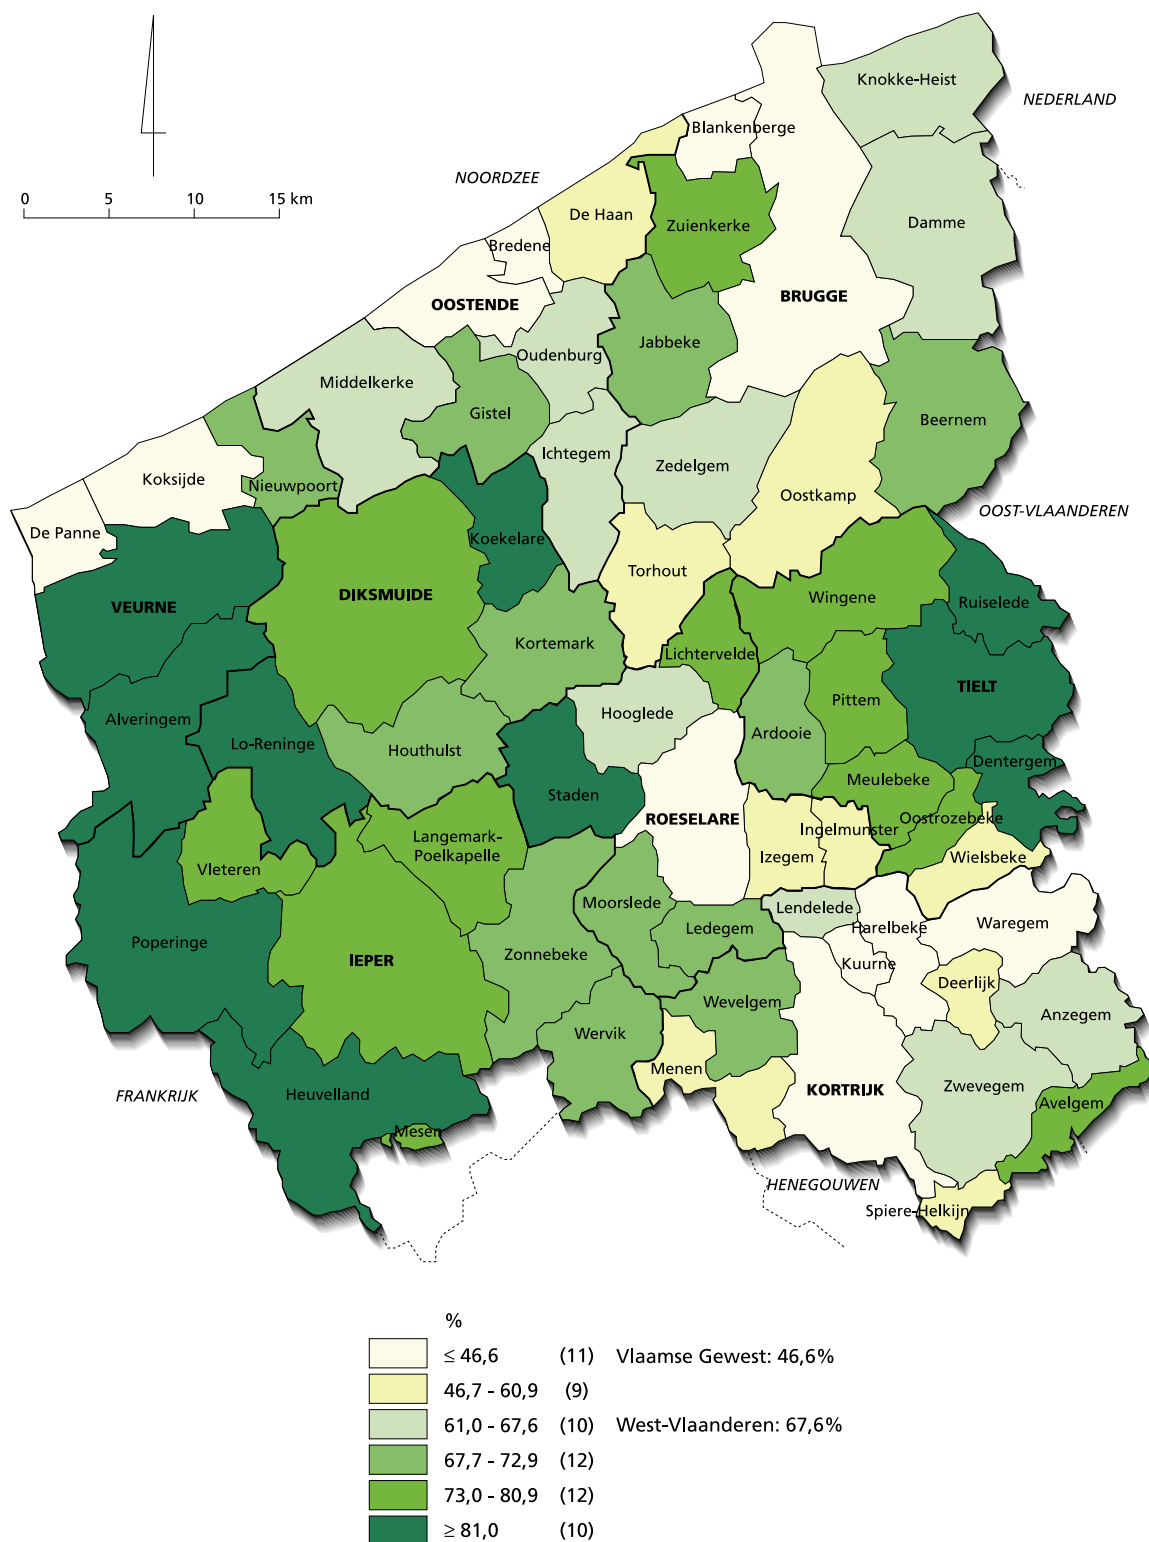 Knokke-Heist
NEDERLAND
Blankenberge
NOORDZEE
0 5 10 15 km
De Haan
Zuienkerke
Damme
Bredene
OOSTENDE
BRUGGE
Jabbeke
Oudenburg
Middelkerke
Gistel
Beernem
Ichtegem
Zedelgem
Koksijde
Nieuwpoort
Oostkamp
OOST-VLAANDEREN
De Panne
Koekelare
Torhout
VEURNE
DIKSMUIDE
Wingene
Ruiselede
Kortemark
Lichtervelde
TIELT
Pittem
Alveringem
Hooglede
Ardooie
Lo-Reninge
Houthulst
Dentergem
Meulebeke
Staden
ROESELARE
Oostrozebeke
Ingelmunster
Langemark-
Poelkapelle
Izegem
Wielsbeke
Vleteren
Moorslede
Lendelede
Waregem
Ledegem
Harelbeke
Poperinge
Zonnebeke
IEPER
Kuurne
Deerlijk
Wevelgem
Anzegem
Wervik
Menen
Zwevegem
KORTRIJK
FRANKRIJK
Heuvelland
Avelgem
Mesen
HENEGOUWEN
Spiere-Helkijn
%
≤ 46,6 (11) Vlaamse Gewest: 46,6%
46,7 - 60,9 (9)
61,0 - 67,6 (10) West-Vlaanderen: 67,6%
67,7 - 72,9 (12)
73,0 - 80,9 (12)
≥ 81,0 (10)